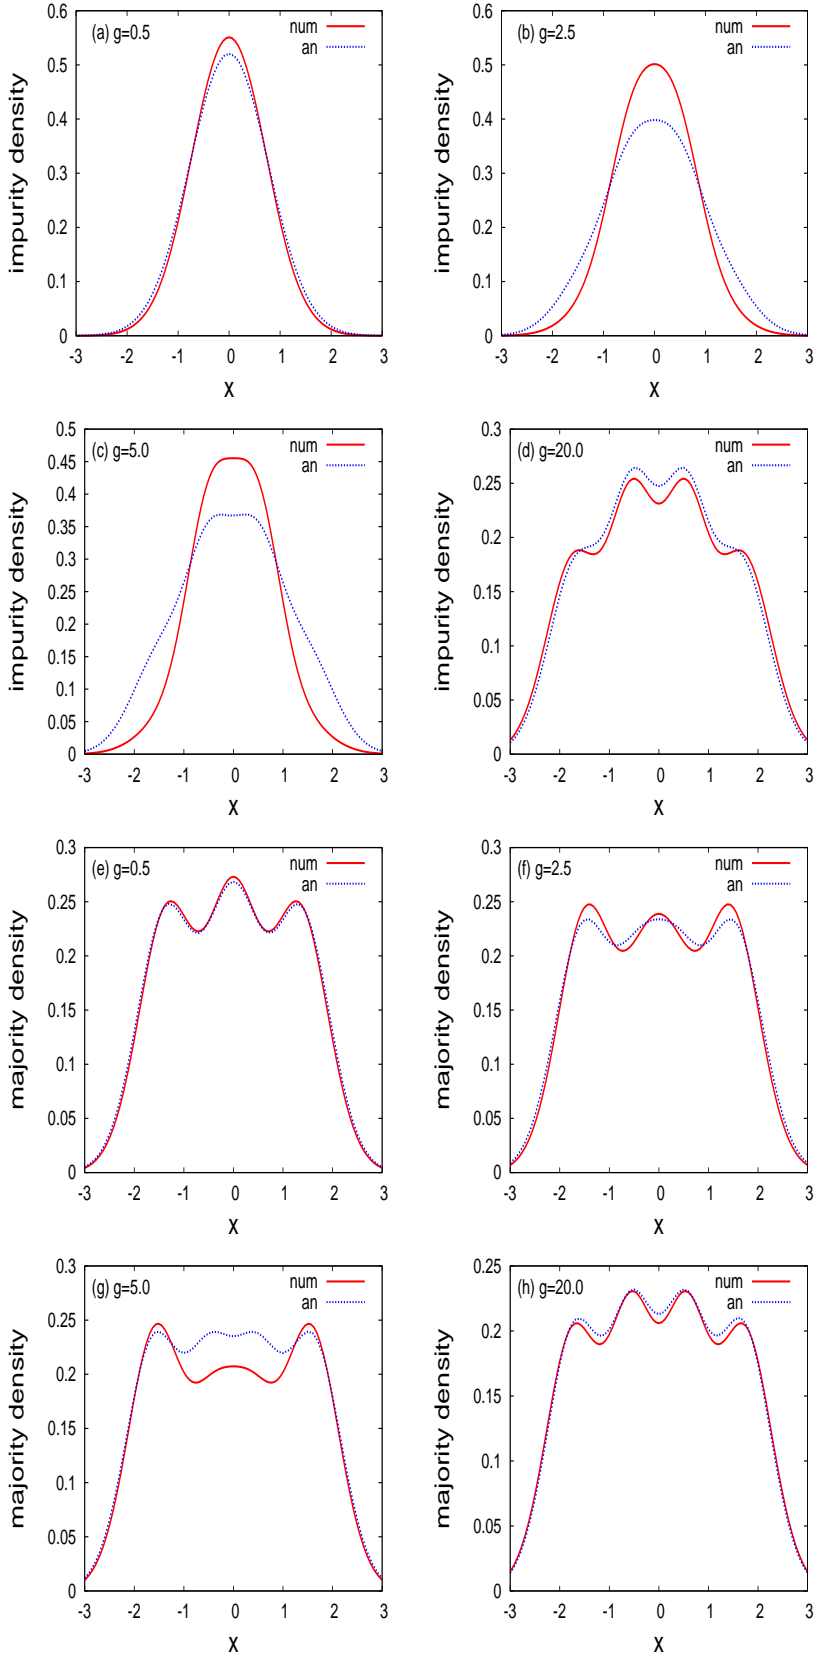 (a) g=0.5
num
an
impurity density
0.6
0.5
0.4
0.3
0.2
0.1
0
-3 -2 -1 0 1 2 3
x
(b) g=2.5
num
an
impurity density
0.6
0.5
0.4
0.3
0.2
0.1
0
-3 -2 -1 0 1 2 3
x
(c) g=5.0
num
an
impurity density
0.5
0.45
0.4
0.35
0.3
0.25
0.2
0.15
0.1
0.05
0
-3 -2 -1 0 1 2 3
x
(d) g=20.0
num
an
impurity density
0.3
0.25
0.2
0.15
0.1
0.05
0
-3 -2 -1 0 1 2 3
x
(e) g=0.5
num
an
majority density
0.3
0.25
0.2
0.15
0.1
0.05
0
-3 -2 -1 0 1 2 3
x
(f) g=2.5
num
an
majority density
0.3
0.25
0.2
0.15
0.1
0.05
0
-3 -2 -1 0 1 2 3
x
(g) g=5.0
num
an
majority density
0.3
0.25
0.2
0.15
0.1
0.05
0
-3 -2 -1 0 1 2 3
x
(h) g=20.0
num
an
majority density
0.25
0.2
0.15
0.1
0.05
0
-3 -2 -1 0 1 2 3
x